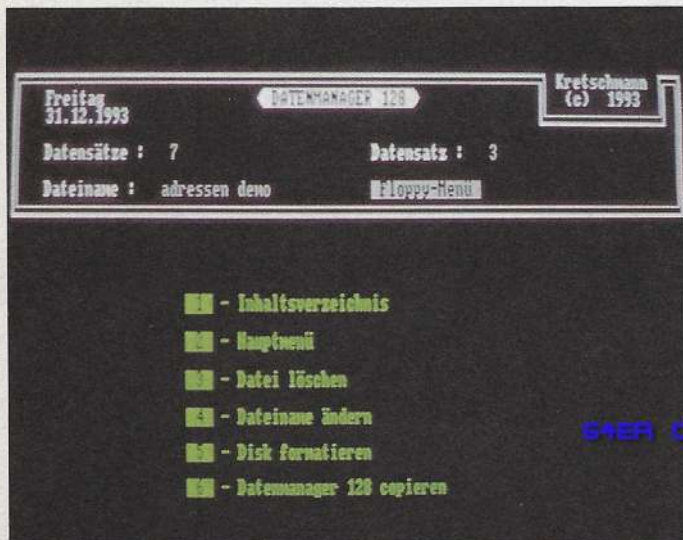 Freitag
31.12.1993
DATENMANAGER 128
Kretschmann
(c) 1993
Datensätze : 7
Datensatz : 3
Dateiname : adressen demo
Floppy-Menü
1 - Inhaltsverzeichnis
2 - Hauptmenü
3 - Datei löschen
4 - Dateiname ändern
5 - Disk formatieren
6 - Datenmanager 128 copieren
64ER